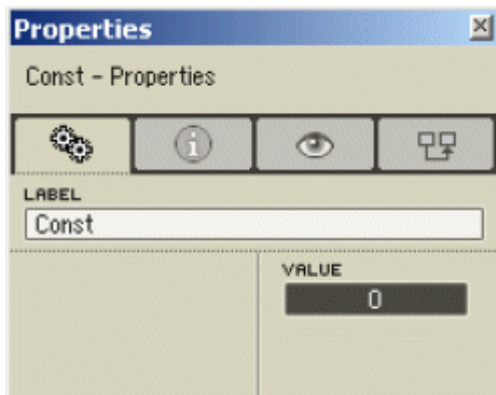 Properties
Const - Properties
LABEL
Const
VALUE
0